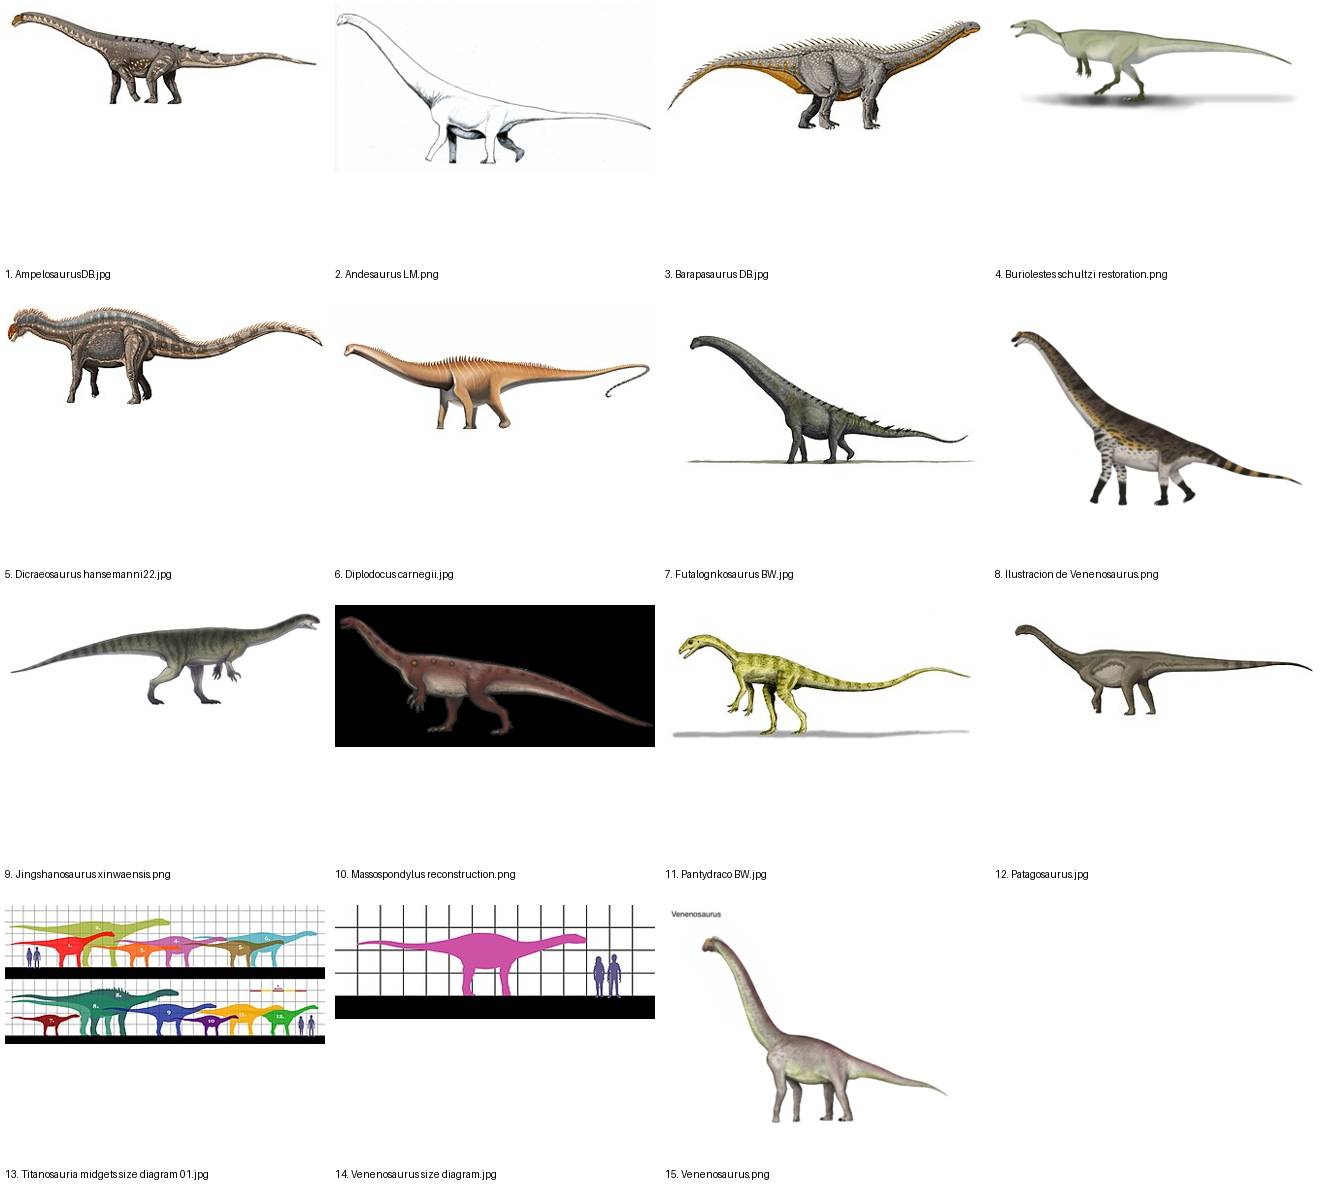 1. AmpelosaurusDB.jpg
2. Andesaurus LM.png
3. Barapasaurus DB.jpg
4. Buriolestes schultzi restoration.png
5. Dicraeosaurus hansemanni22.jpg
6. Diplodocus carnegii.jpg
7. Futalognkosaurus BW.jpg
8. Ilustracion de Venenosaurus.png
9. Jingshanosaurus xinwaensis.png
10. Massospondylus reconstruction.png
11. Pantydraco BW.jpg
12. Patagosaurus.jpg
Venenosaurus
13. Titanosauria midgets size diagram 01.jpg
14. Venenosaurus size diagram.jpg
15. Venenosaurus.png